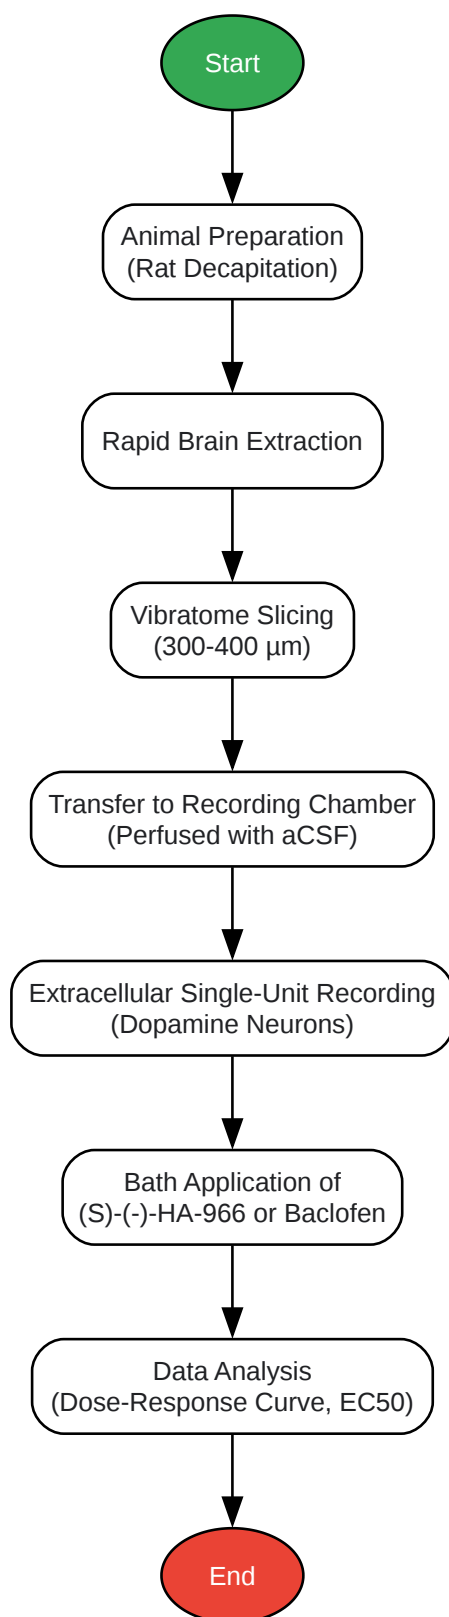 Start
Animal Preparation
(Rat Decapitation)
Rapid Brain Extraction
Vibratome Slicing
(300-400 µm)
Transfer to Recording Chamber
(Perfused with aCSF)
Extracellular Single-Unit Recording
(Dopamine Neurons)
Bath Application of
(S)-(-)-HA-966 or Baclofen
Data Analysis
(Dose-Response Curve, EC50)
End